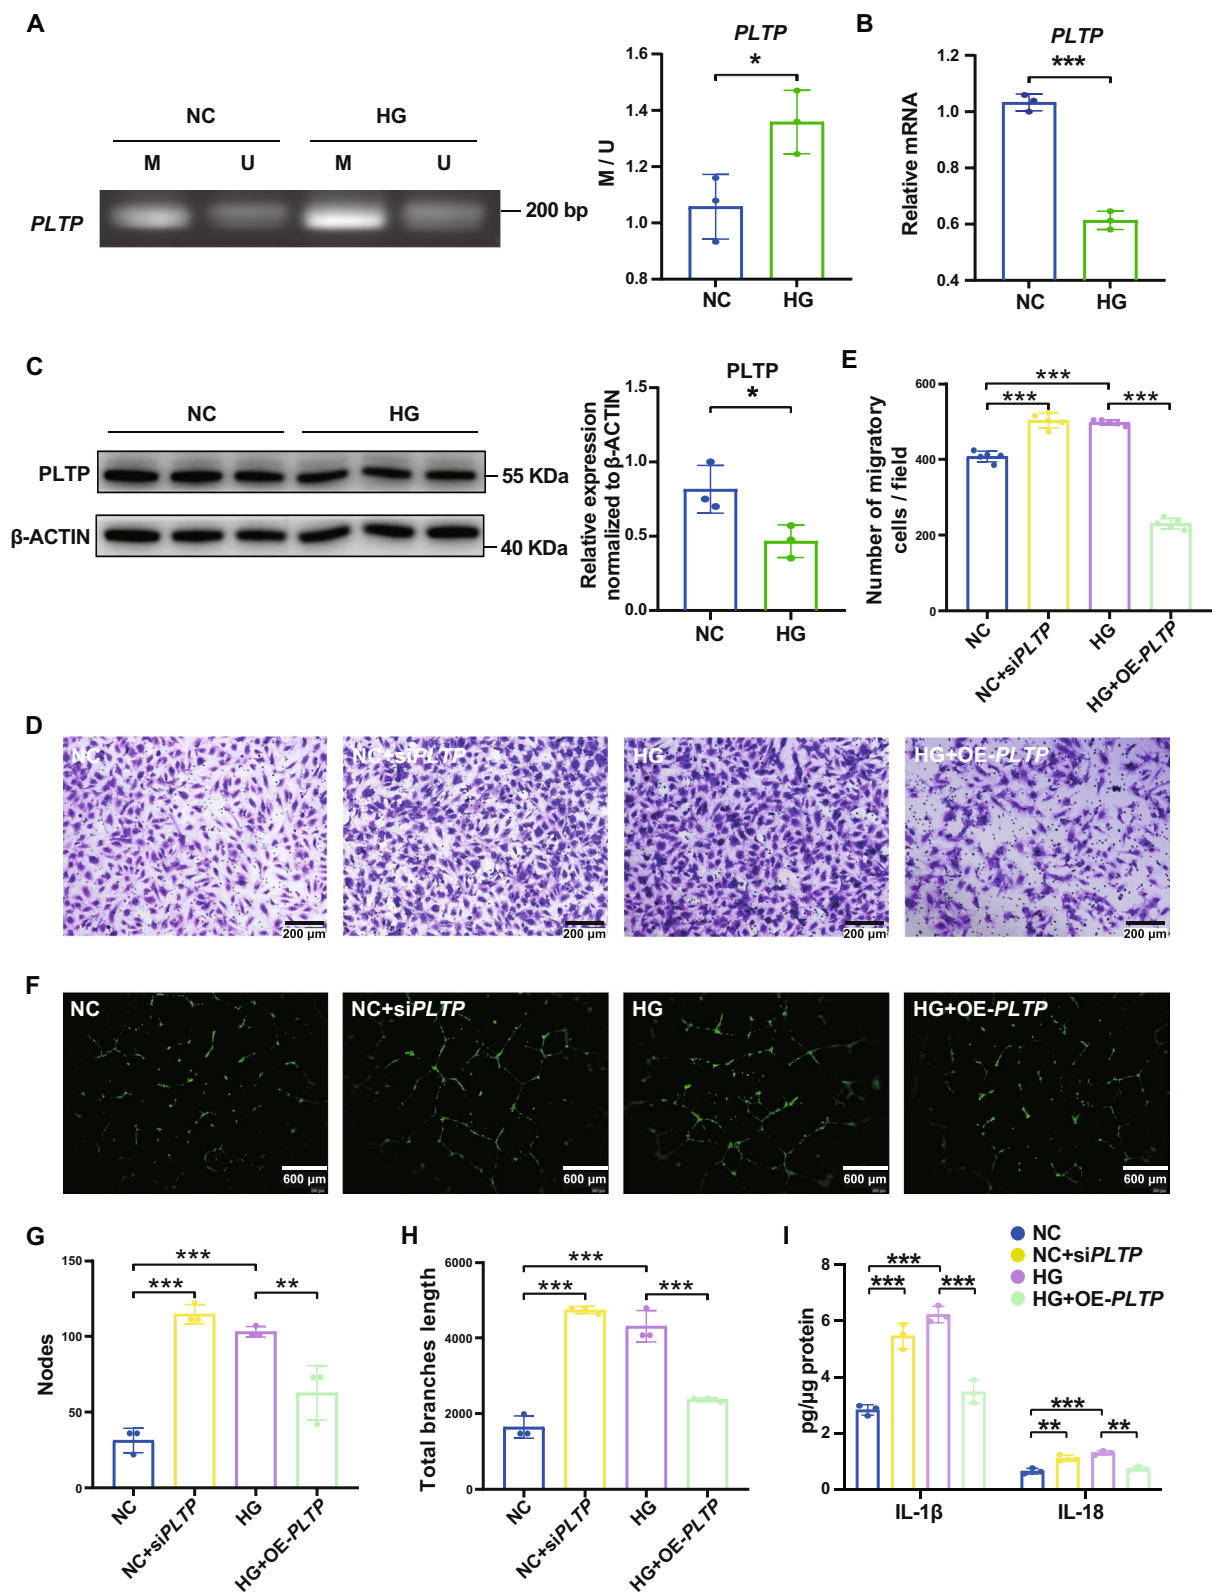 A
NC HG
M U M U
PLTP
200 bp
PLTP
*
M / U
1.6
1.4
1.2
1.0
0.8
NC HG
B
PLTP
***
Relative mRNA
1.2
1.0
0.8
0.6
0.4
NC HG
C
NC HG
PLTP
55 KDa
β-ACTIN
40 KDa
PLTP
*
Relative expression
normalized to β-ACTIN
1.5
1.0
0.5
0.0
NC HG
E
***
*** ***
Number of migratory
cells / field
600
400
200
0
NC
NC+siPLTP
HG
HG+OE-PLTP
D
NC NC+siPLTP HG HG+OE-PLTP
200 μm 200 μm 200 μm 200 μm
F
NC NC+siPLTP HG HG+OE-PLTP
600 μm 600 μm 600 μm 600 μm
G
***
*** **
Nodes
150
100
50
0
NC
NC+siPLTP
HG
HG+OE-PLTP
H
***
*** ***
Total branches length
6000
4000
2000
0
NC
NC+siPLTP
HG
HG+OE-PLTP
I
NC
NC+siPLTP
HG
HG+OE-PLTP
***
*** ***
***
** **
pg/μg protein
8
6
4
2
0
IL-1β IL-18